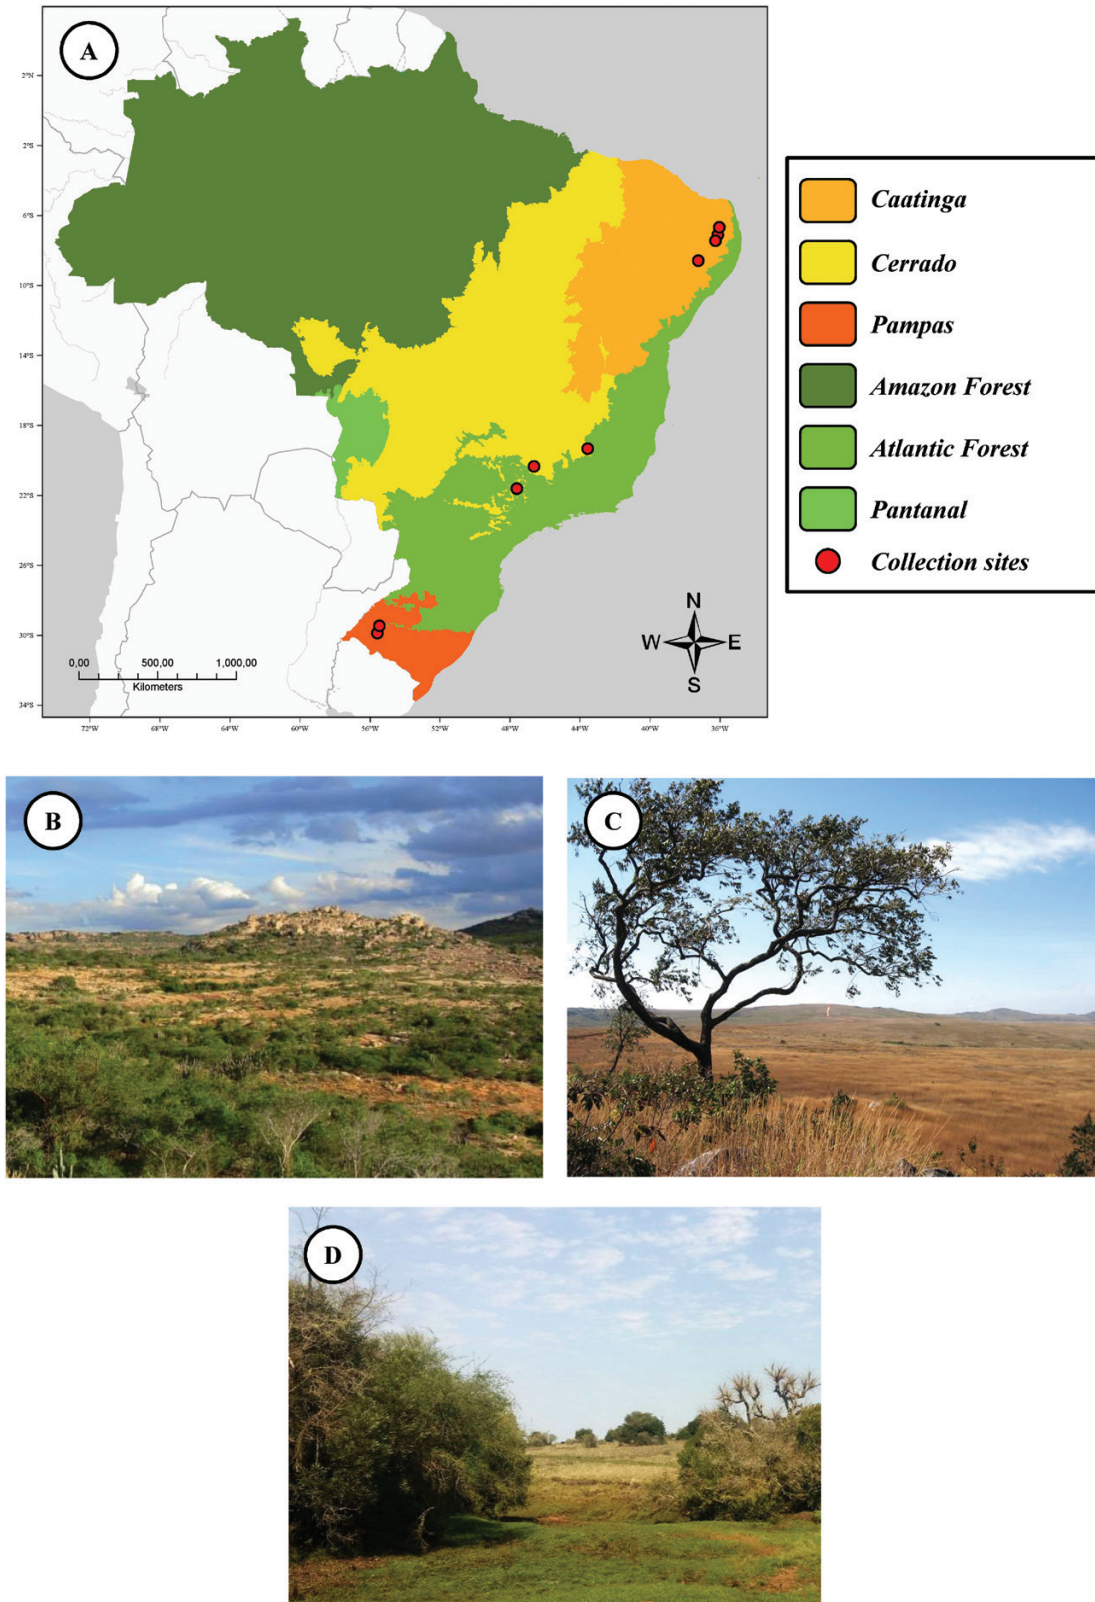 A
2°N
2°S
6°S
10°S
14°S
18°S
22°S
26°S
30°S
34°S
72°W
68°W
64°W
60°W
56°W
52°W
48°W
44°W
40°W
36°W
0,00
500,00
1,000,00
Kilometers
N
W
E
S
Caatinga
Cerrado
Pampas
Amazon Forest
Atlantic Forest
Pantanal
Collection sites
B
C
D